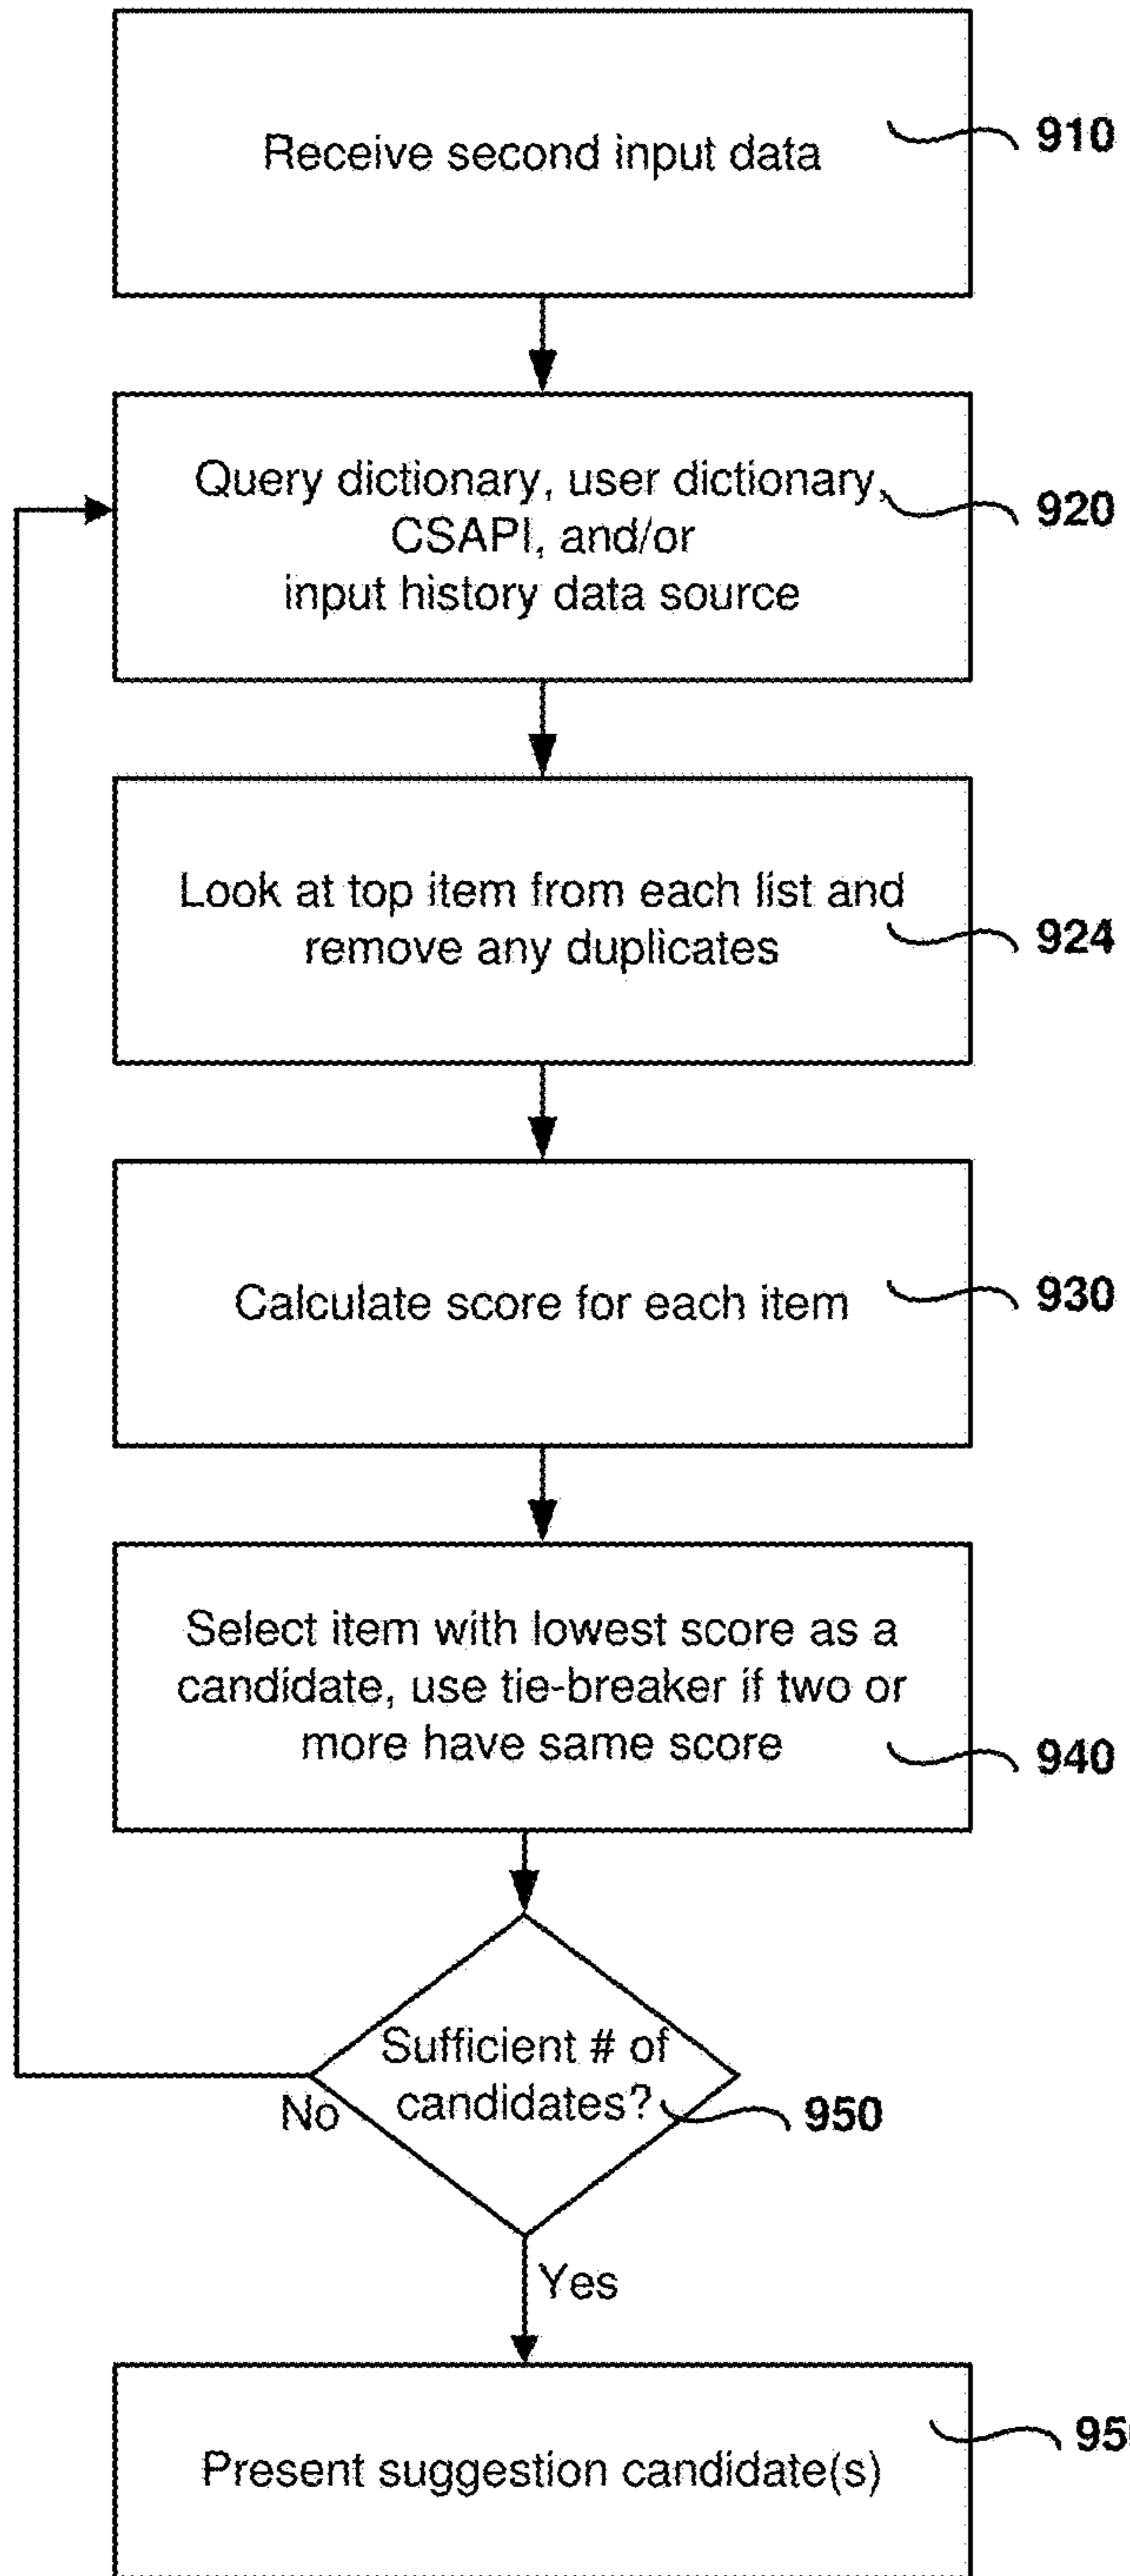 Receive second input data
910
Query dictionary, user dictionary,
CSAPI, and/or
input history data source
920
Look at top item from each list and
remove any duplicates
924
Calculate score for each item
930
Select item with lowest score as a
candidate, use tie-breaker if two or
more have same score
940
Sufficient # of
candidates?
950
No
Yes
Present suggestion candidate(s)